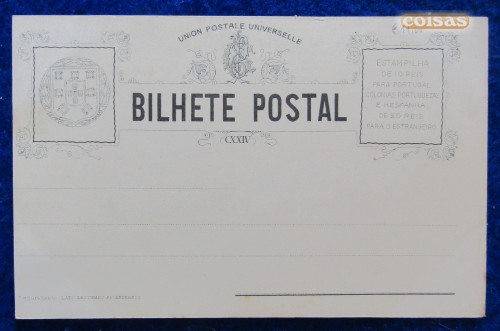 coisas
UNION POSTALE UNIVERSELLE
BILHETE POSTAL
CXXIV
ESTAMPILHA
DE 10 REIS
PARA PORTUGAL
COLONIAS PORTUGUEZAS
E HESPANHA
DE 20 REIS
PARA O ESTRANGEIRO